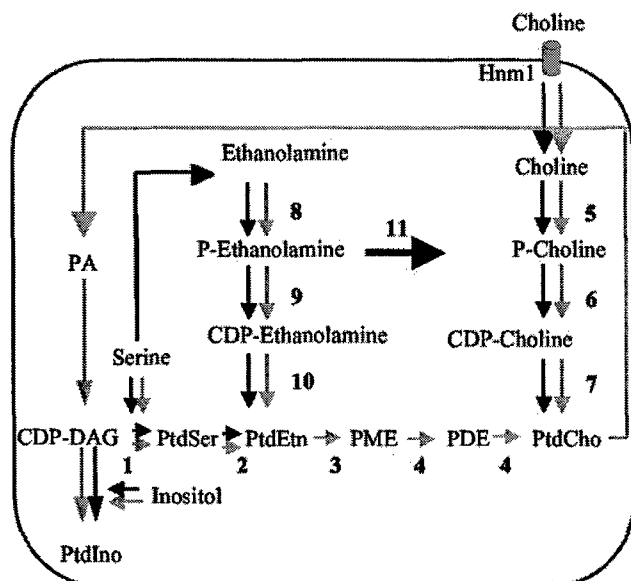 Choline
Hnm1
Ethanolamine
Choline
8
5
11
P-Ethanolamine
P-Choline
PA
9
6
CDP-Ethanolamine
CDP-Choline
Serine
10
7
CDP-DAG
PtdSer
PtdEtn
PME
PDE
PtdCho
1
2
3
4
4
Inositol
PtdIno